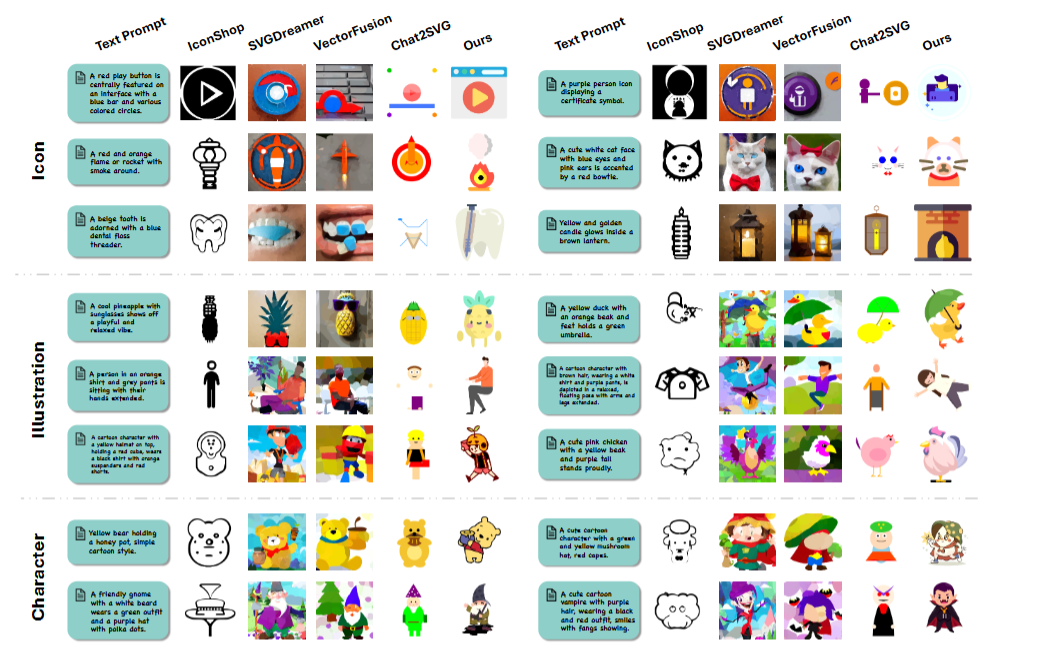 Text Prompt
IconShop
SVGDreamer
VectorFusion
Chat2SVG
Ours
Text Prompt
IconShop
SVGDreamer
VectorFusion
Chat2SVG
Ours
Icon
A red play button is
centrally featured on
an interface with a
blue bar and various
colored circles.
A purple person icon
displaying a
certificate symbol.
A red and orange
flame or rocket with
smoke around.
A cute white cat face
with blue eyes and
pink ears is accented
by a red bowtie.
A beige tooth is
adorned with a blue
dental floss
threader.
Yellow and golden
candle glows inside a
brown lantern.
Illustration
A cool pineapple with
sunglasses shows off
a playful and
relaxed vibe.
A yellow duck with
an orange beak and
feet holds a green
umbrella.
A person in an orange
shirt and grey pants is
sitting with their
hands extended.
A cartoon character with
brown hair, wearing a white
shirt and purple pants, is
depicted in a relaxed,
floating pose with arms and
legs extended.
A cartoon character with
a yellow helmet on top,
holding a red cube, wears
a black shirt with orange
suspenders and red
shorts.
A cute pink chicken
with a yellow beak
and purple tail
stands proudly.
Character
Yellow bear holding
a honey pot, simple
cartoon style.
A cute cartoon
character with a green
and yellow mushroom
hat, red capes.
A friendly gnome
with a white beard
wears a green outfit
and a purple hat
with polka dots.
A cute cartoon
vampire with purple
hair, wearing a black
and red outfit, smiles
with fangs showing.